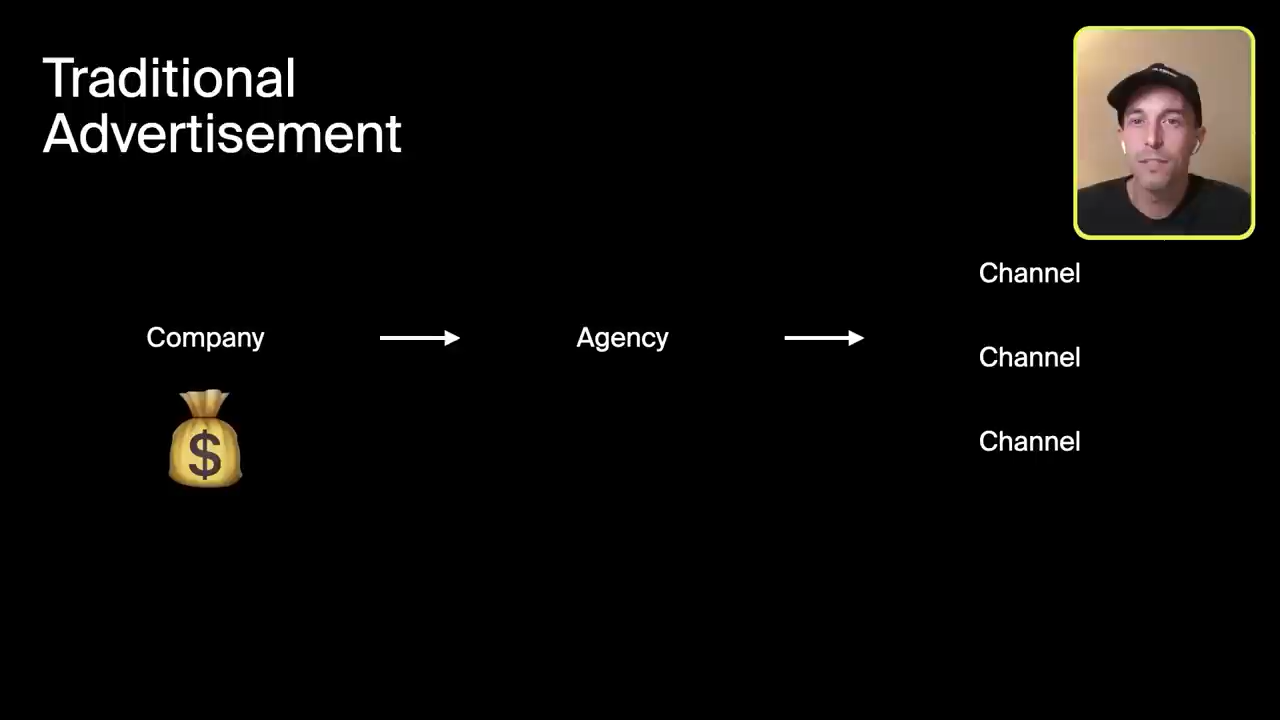 Traditional
Advertisement
Channel
Company
Agency
Channel
Channel
$